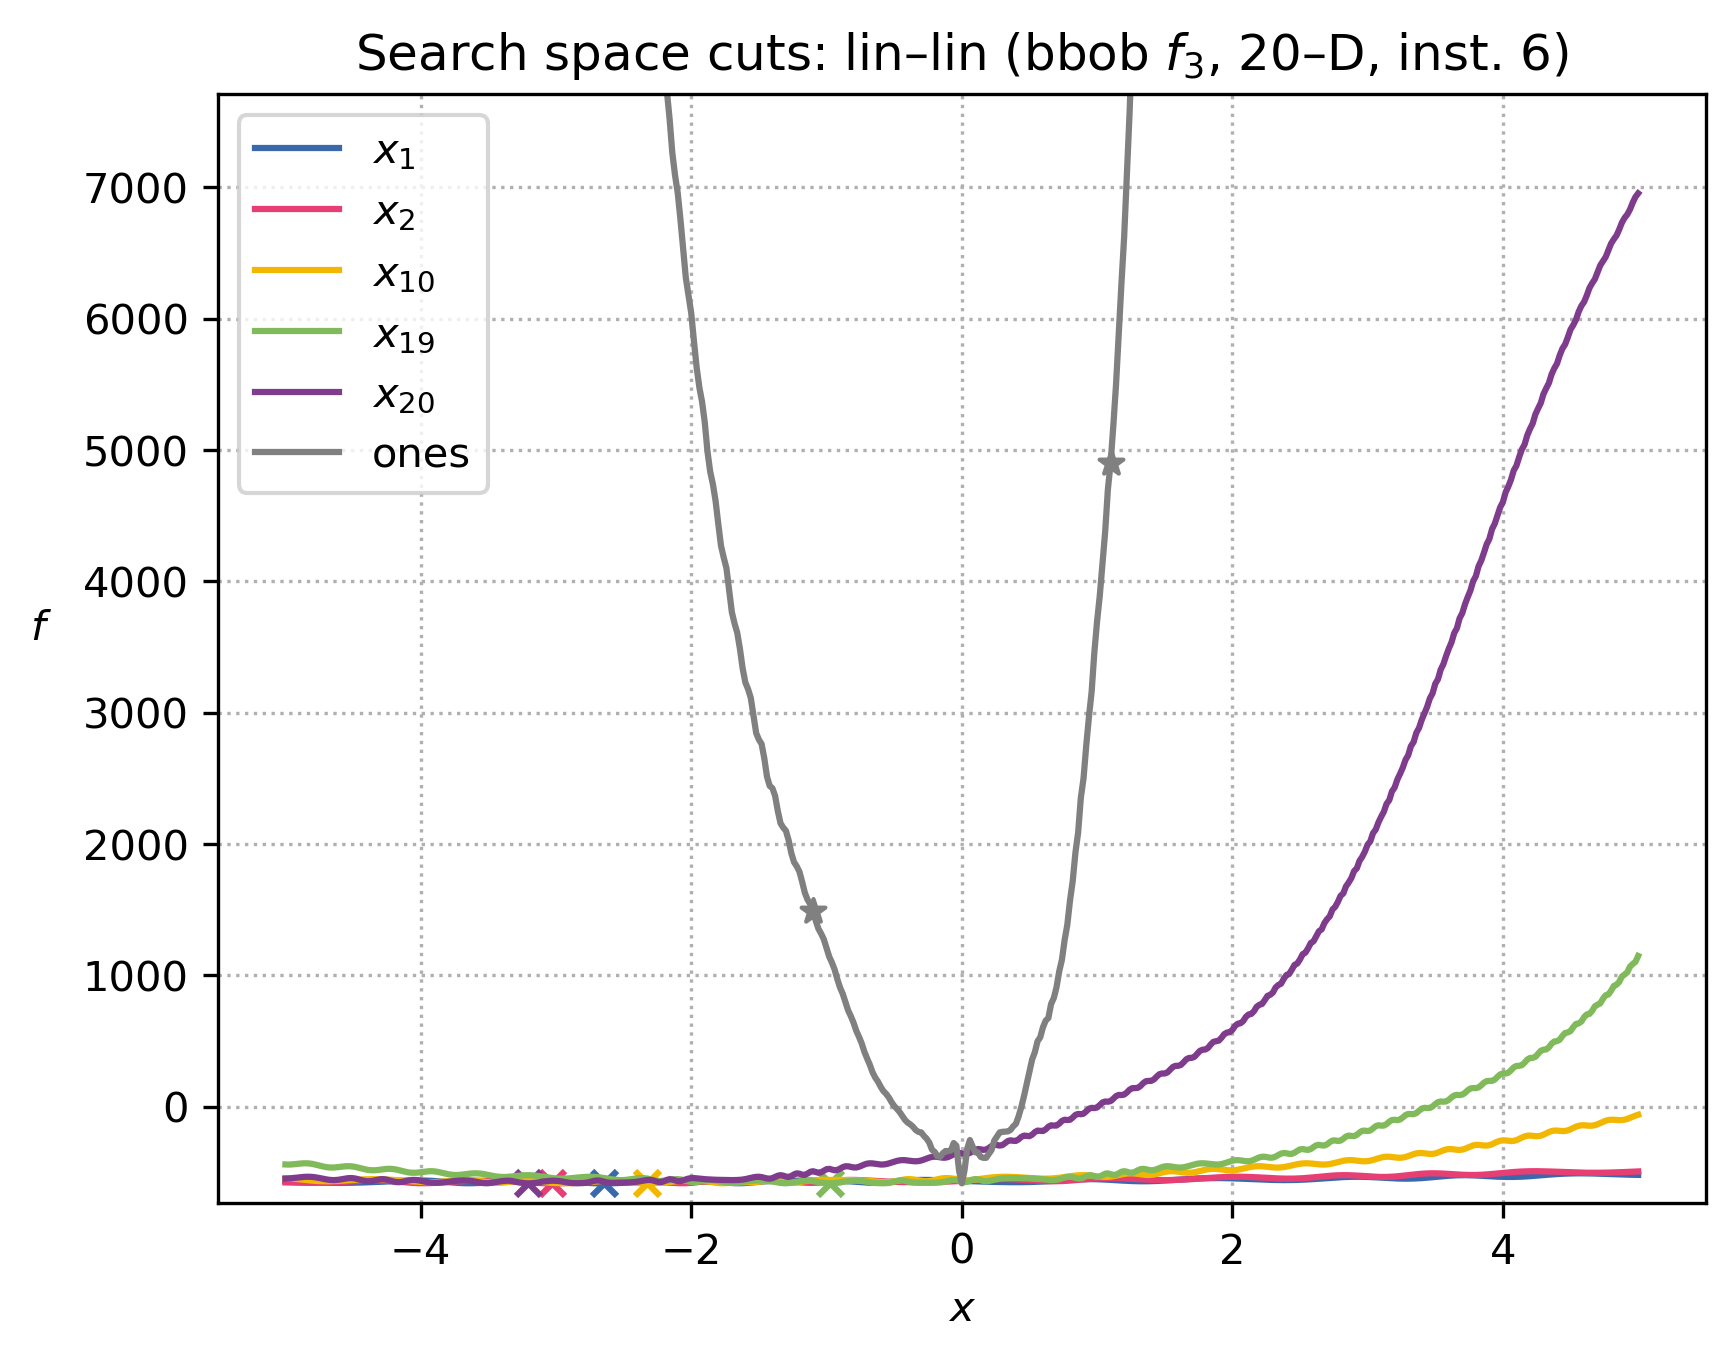 Search space cuts: lin–lin (bbob f₃, 20–D, inst. 6)
x₁
x₂
x₁₀
x₁₉
x₂₀
ones
7000
6000
5000
4000
3000
2000
1000
0
f
−4 −2 0 2 4
x